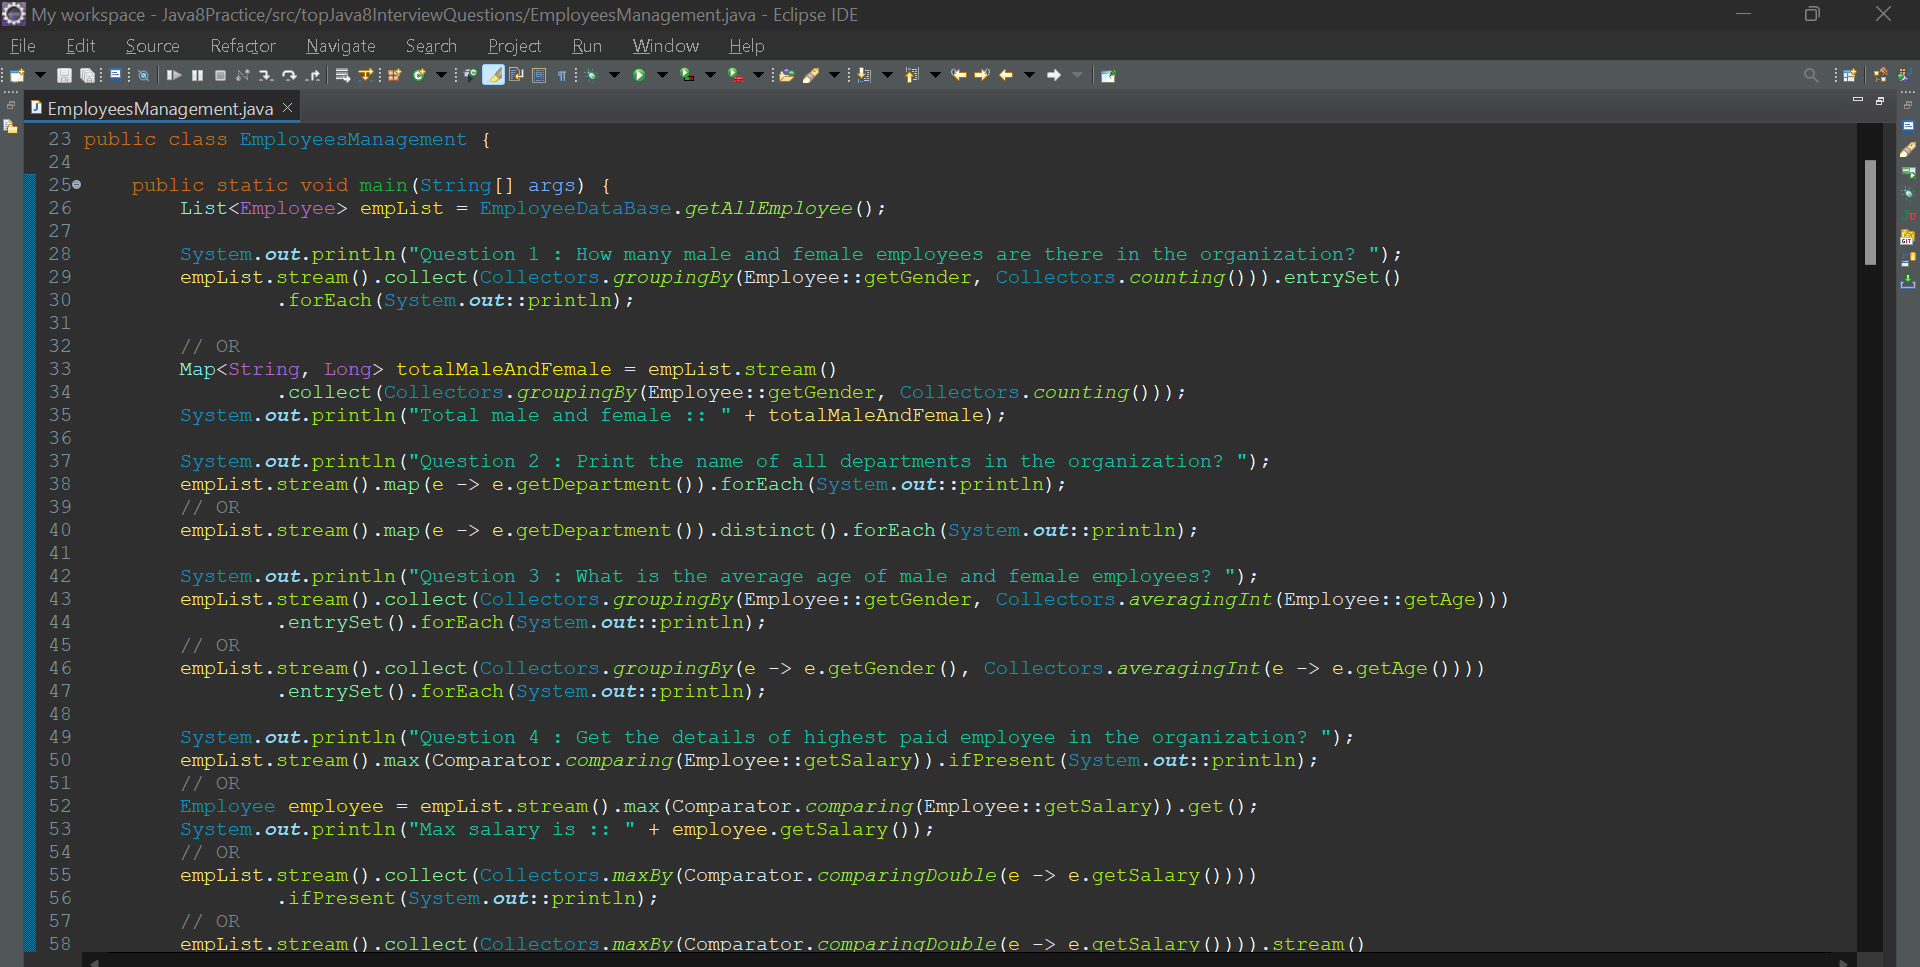 My workspace - Java8Practice/src/topJava8InterviewQuestions/EmployeesManagement.java - Eclipse IDE
File Edit Source Refactor Navigate Search Project Run Window Help
EmployeesManagement.java
23 public class EmployeesManagement {
24
25 public static void main(String[] args) {
26 List<Employee> empList = EmployeeDataBase.getAllEmployee();
27
28 System.out.println("Question 1 : How many male and female employees are there in the organization? ");
29 empList.stream().collect(Collectors.groupingBy(Employee::getGender, Collectors.counting())).entrySet()
30 .forEach(System.out::println);
31
32 // OR
33 Map<String, Long> totalMaleAndFemale = empList.stream()
34 .collect(Collectors.groupingBy(Employee::getGender, Collectors.counting()));
35 System.out.println("Total male and female :: " + totalMaleAndFemale);
36
37 System.out.println("Question 2 : Print the name of all departments in the organization? ");
38 empList.stream().map(e -> e.getDepartment()).forEach(System.out::println);
39 // OR
40 empList.stream().map(e -> e.getDepartment()).distinct().forEach(System.out::println);
41
42 System.out.println("Question 3 : What is the average age of male and female employees? ");
43 empList.stream().collect(Collectors.groupingBy(Employee::getGender, Collectors.averagingInt(Employee::getAge)))
44 .entrySet().forEach(System.out::println);
45 // OR
46 empList.stream().collect(Collectors.groupingBy(e -> e.getGender(), Collectors.averagingInt(e -> e.getAge())))
47 .entrySet().forEach(System.out::println);
48
49 System.out.println("Question 4 : Get the details of highest paid employee in the organization? ");
50 empList.stream().max(Comparator.comparing(Employee::getSalary)).ifPresent(System.out::println);
51 // OR
52 Employee employee = empList.stream().max(Comparator.comparing(Employee::getSalary)).get();
53 System.out.println("Max salary is :: " + employee.getSalary());
54 // OR
55 empList.stream().collect(Collectors.maxBy(Comparator.comparingDouble(e -> e.getSalary())))
56 .ifPresent(System.out::println);
57 // OR
58 empList.stream().collect(Collectors.maxBy(Comparator.comparingDouble(e -> e.getSalary()))).stream()